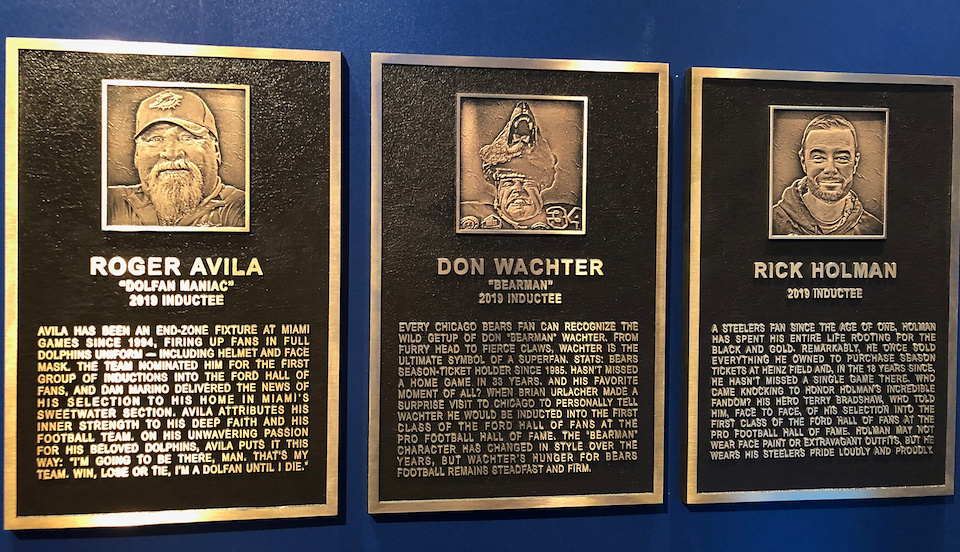 ROGER AVILA
"DOLFAN MANIAC"
2019 INDUCTEE
AVILA HAS BEEN AN END-ZONE FIXTURE AT MIAMI
GAMES SINCE 1994, FIRING UP FANS IN FULL
DOLPHINS UNIFORM — INCLUDING HELMET AND FACE
MASK. THE TEAM NOMINATED HIM FOR THE FIRST
GROUP OF INDUCTIONS INTO THE FORD HALL OF
FANS, AND DAN MARINO DELIVERED THE NEWS OF
HIS SELECTION TO HIS HOME IN MIAMI'S
SWEETWATER SECTION. AVILA ATTRIBUTES HIS
INNER STRENGTH TO HIS DEEP FAITH AND HIS
FOOTBALL TEAM. ON HIS UNWAVERING PASSION
FOR HIS BELOVED DOLPHINS, AVILA PUTS IT THIS
WAY: "I'M GOING TO BE THERE, MAN. THAT'S MY
TEAM. WIN, LOSE OR TIE, I'M A DOLFAN UNTIL I DIE."
34
DON WACHTER
"BEARMAN"
2019 INDUCTEE
EVERY CHICAGO BEARS FAN CAN RECOGNIZE THE
WILD GETUP OF DON "BEARMAN" WACHTER. FROM
FURRY HEAD TO FIERCE CLAWS, WACHTER IS THE
ULTIMATE SYMBOL OF A SUPERFAN. STATS: BEARS
SEASON-TICKET HOLDER SINCE 1985. HASN'T MISSED
A HOME GAME IN 33 YEARS. AND HIS FAVORITE
MOMENT OF ALL? WHEN BRIAN URLACHER MADE A
SURPRISE VISIT TO CHICAGO TO PERSONALLY TELL
WACHTER HE WOULD BE INDUCTED INTO THE FIRST
CLASS OF THE FORD HALL OF FANS AT THE
PRO FOOTBALL HALL OF FAME. THE "BEARMAN"
CHARACTER HAS CHANGED IN STYLE OVER THE
YEARS, BUT WACHTER'S HUNGER FOR BEARS
FOOTBALL REMAINS STEADFAST AND FIRM.
RICK HOLMAN
2019 INDUCTEE
A STEELERS FAN SINCE THE AGE OF ONE, HOLMAN
HAS SPENT HIS ENTIRE LIFE ROOTING FOR THE
BLACK AND GOLD. REMARKABLY, HE ONCE SOLD
EVERYTHING HE OWNED TO PURCHASE SEASON
TICKETS AT HEINZ FIELD AND, IN THE 18 YEARS SINCE,
HE HASN'T MISSED A SINGLE GAME THERE. WHO
CAME KNOCKING TO HONOR HOLMAN'S INCREDIBLE
FANDOM? HIS HERO TERRY BRADSHAW, WHO TOLD
HIM, FACE TO FACE, OF HIS SELECTION INTO THE
FIRST CLASS OF THE FORD HALL OF FANS AT THE
PRO FOOTBALL HALL OF FAME. HOLMAN MAY NOT
WEAR FACE PAINT OR EXTRAVAGANT OUTFITS, BUT HE
WEARS HIS STEELERS PRIDE LOUDLY AND PROUDLY.